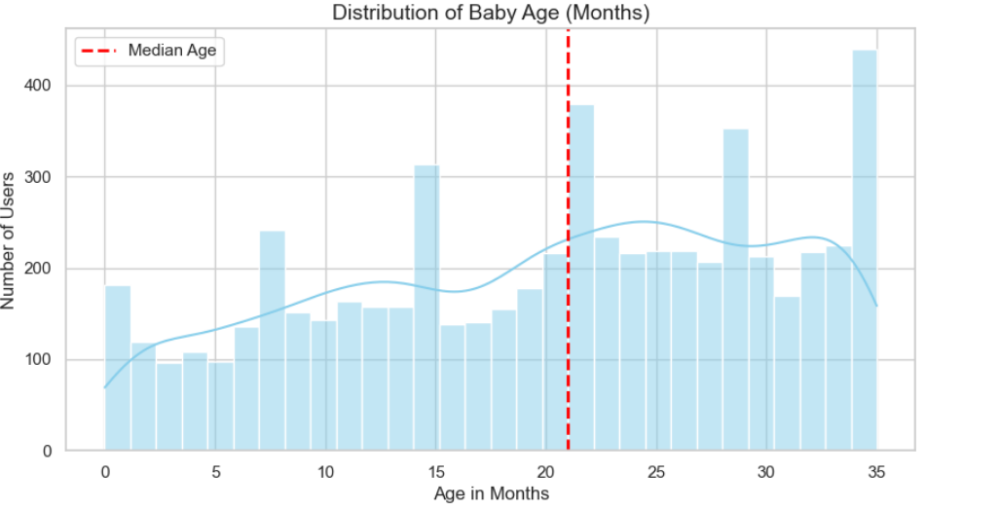 Distribution of Baby Age (Months)
Median Age
Number of Users
400
300
200
100
0
0 5 10 15 20 25 30 35
Age in Months